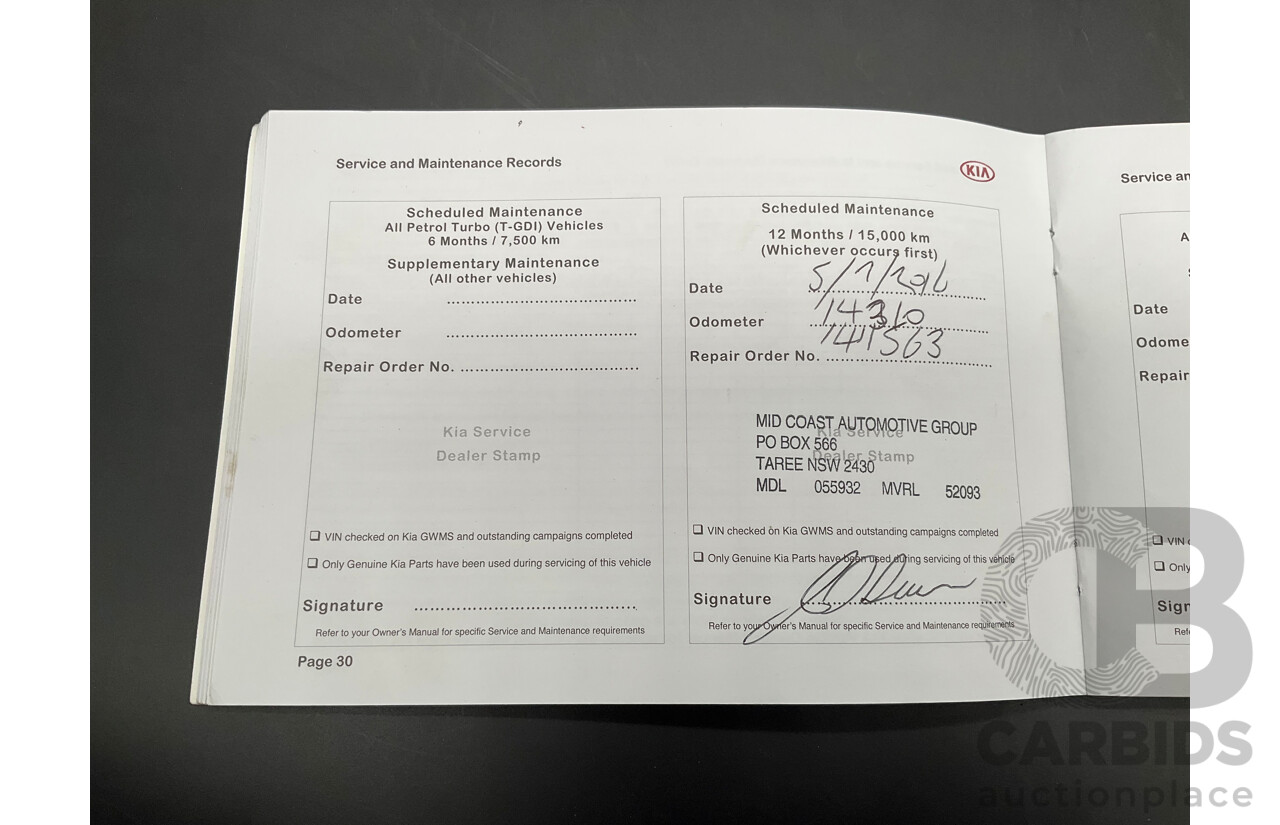 Service and Maintenance Records
KIA
Scheduled Maintenance
All Petrol Turbo (T-GDI) Vehicles
6 Months / 7,500 km
Supplementary Maintenance
(All other vehicles)
Date
Odometer
Repair Order No.
Kia Service
Dealer Stamp
❑ VIN checked on Kia GWMS and outstanding campaigns completed
❑ Only Genuine Kia Parts have been used during servicing of this vehicle
Signature
Refer to your Owner's Manual for specific Service and Maintenance requirements
Page 30
Scheduled Maintenance
12 Months / 15,000 km
(Whichever occurs first)
Date
Odometer 14310
Repair Order No. 141563
Kia Service
Dealer Stamp
MID COAST AUTOMOTIVE GROUP
PO BOX 566
TAREE NSW 2430
MDL 055932 MVRL 52093
❑ VIN checked on Kia GWMS and outstanding campaigns completed
❑ Only Genuine Kia Parts have been used during servicing of this vehicle
Signature
Refer to your Owner's Manual for specific Service and Maintenance requirements
Service an
A
Date
Odome
Repair
❑ VIN
❑ Only
Sign
Ref
CB
CARBIDS
auctionplace